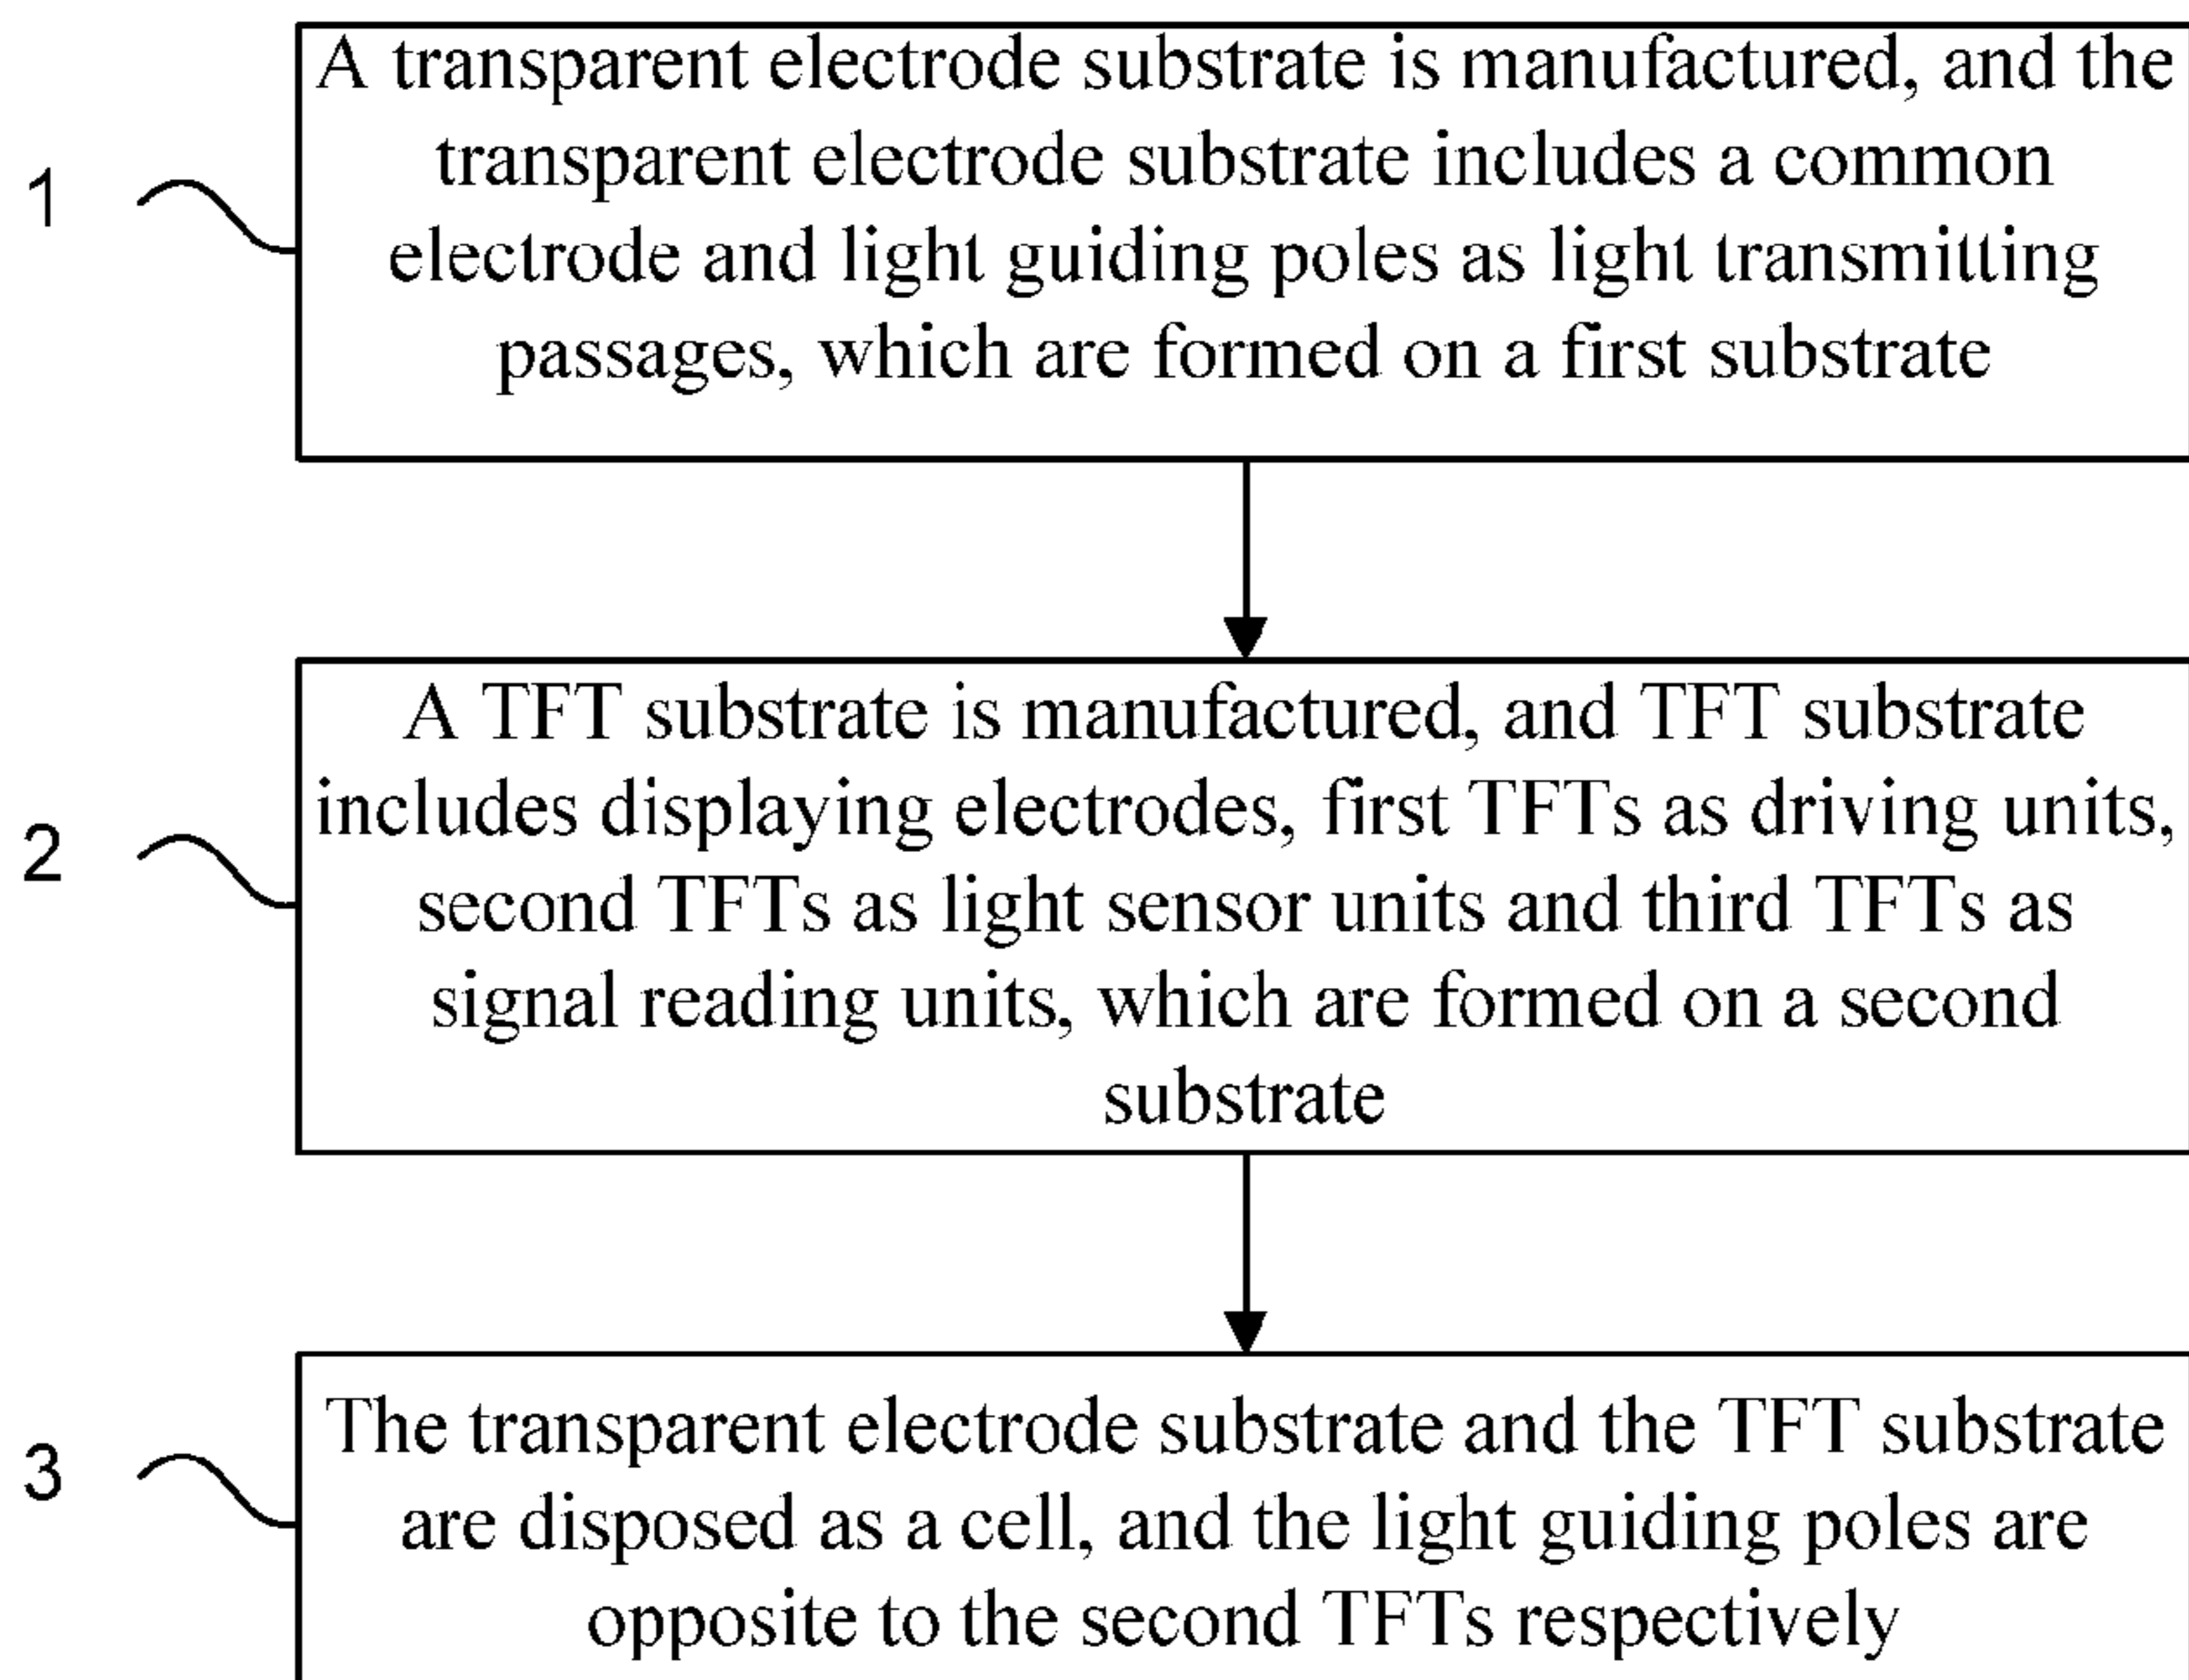 A transparent electrode substrate is manufactured, and the
transparent electrode substrate includes a common
1
electrode and light guiding poles as light transmitting
passages, which are formed on a first substrate
A TFT substrate is manufactured, and TFT substrate
includes displaying electrodes, first TFTs as driving units,
2
second TFTs as light sensor units and third TFTs as
signal reading units, which are formed on a second
substrate
The transparent electrode substrate and the TFT substrate
3
are disposed as a cell, and the light guiding poles are
opposite to the second TFTs respectively